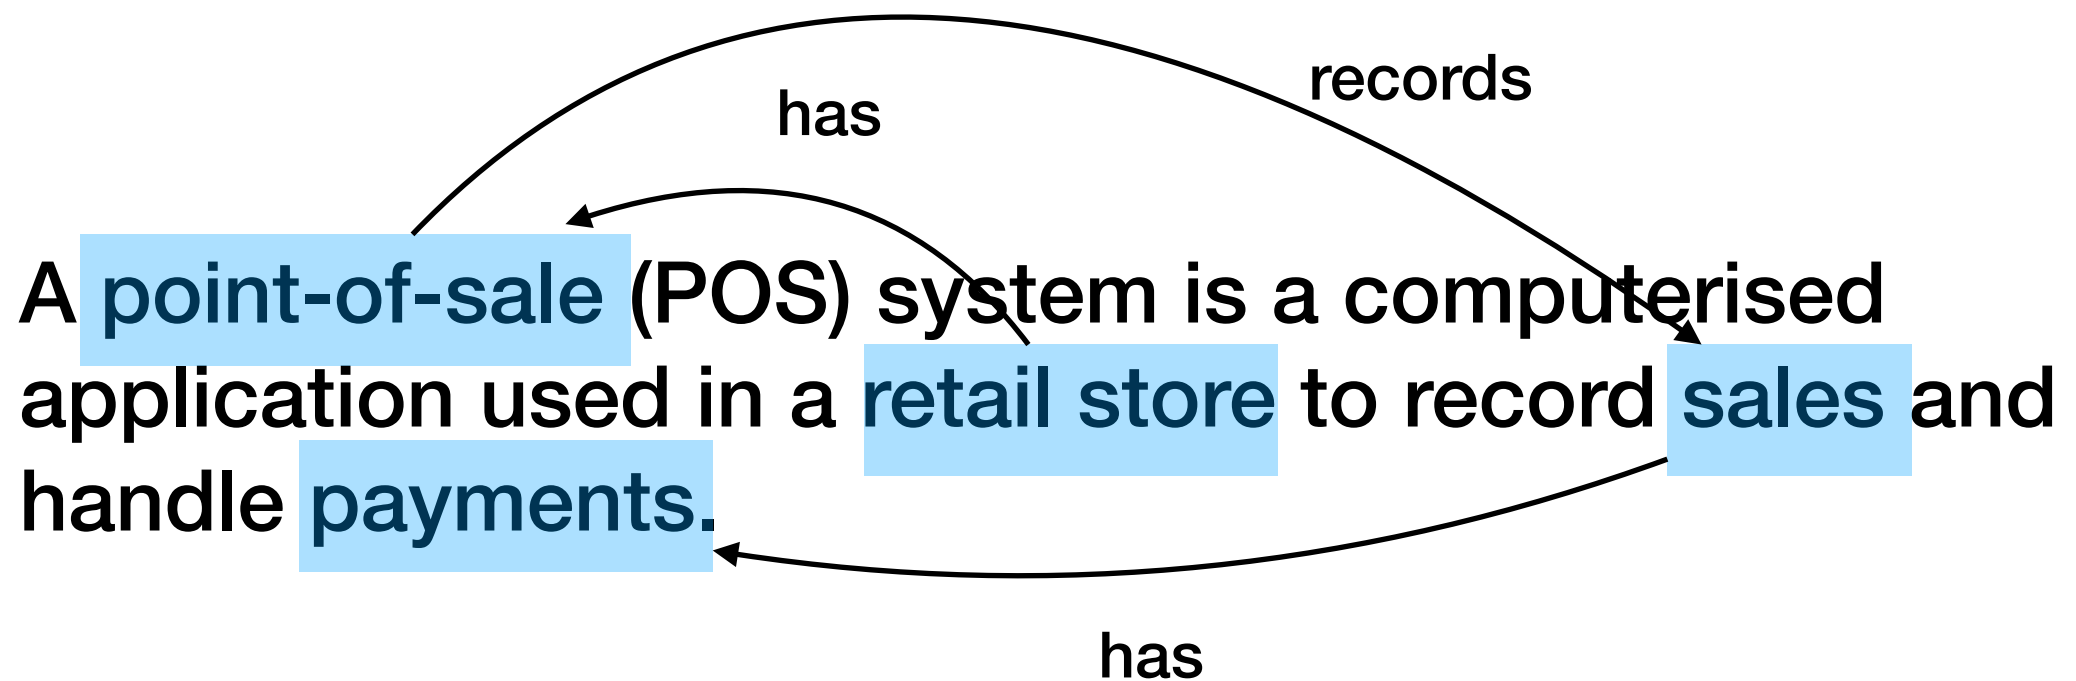 records
has
A point-of-sale (POS) system is a computerised
application used in a retail store to record sales and
handle payments.
has